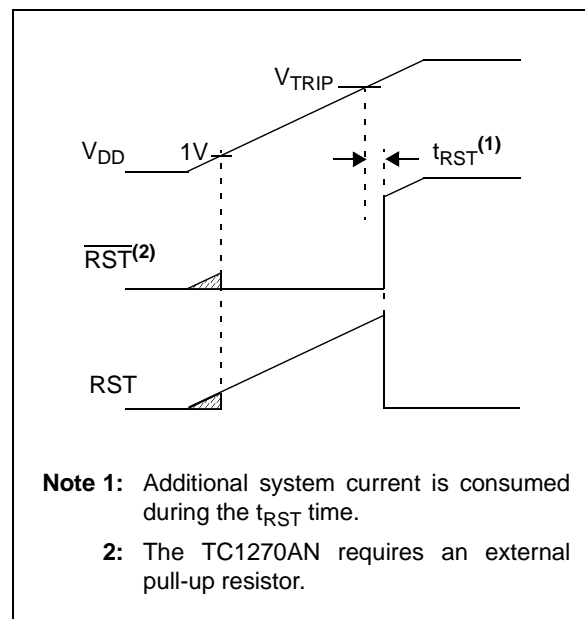 V_TRIP
V_DD 1V t_RST(1)
R̅S̅T̅(2)
RST
Note 1: Additional system current is consumed
during the t_RST time.
2: The TC1270AN requires an external
pull-up resistor.